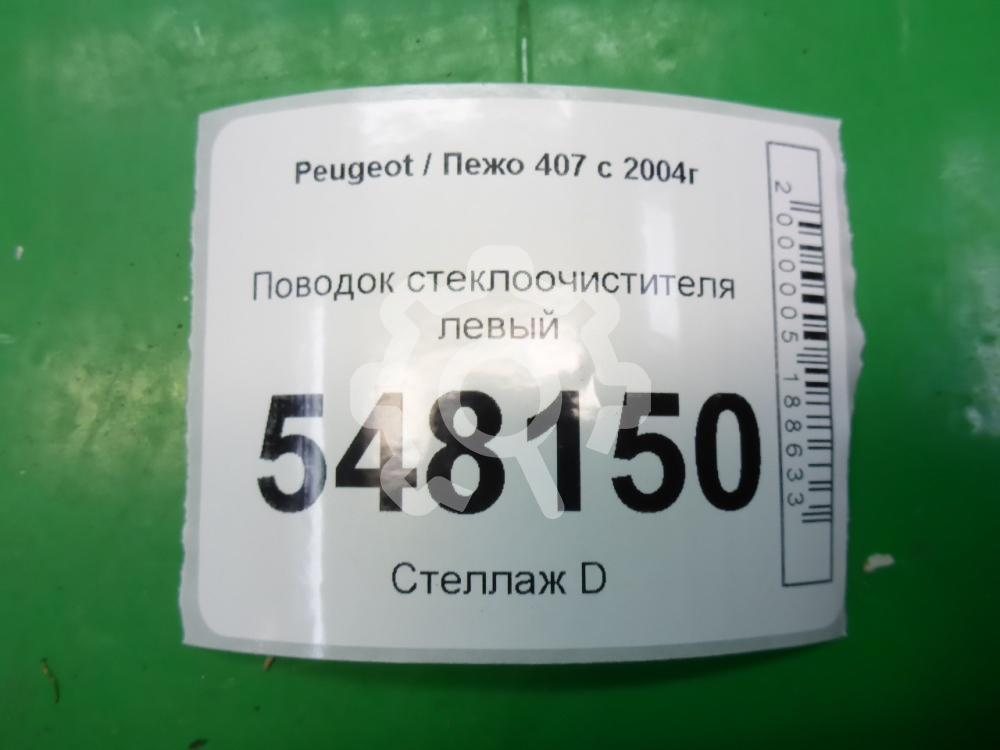 Peugeot / Пежо 407 с 2004г
Поводок стеклоочистителя
левый
548150
Стеллаж D
2000005188633